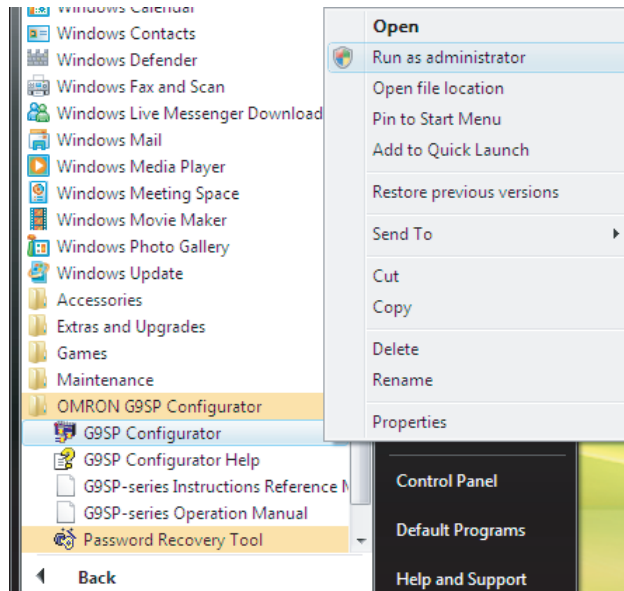 Windows Calendar
Windows Contacts
Windows Defender
Windows Fax and Scan
Windows Live Messenger Download
Windows Mail
Windows Media Player
Windows Meeting Space
Windows Movie Maker
Windows Photo Gallery
Windows Update
Accessories
Extras and Upgrades
Games
Maintenance
OMRON G9SP Configurator
G9SP Configurator
G9SP Configurator Help
G9SP-series Instructions Reference
G9SP-series Operation Manual
Password Recovery Tool
Back
Open
Run as administrator
Open file location
Pin to Start Menu
Add to Quick Launch
Restore previous versions
Send To
Cut
Copy
Delete
Rename
Properties
Control Panel
Default Programs
Help and Support